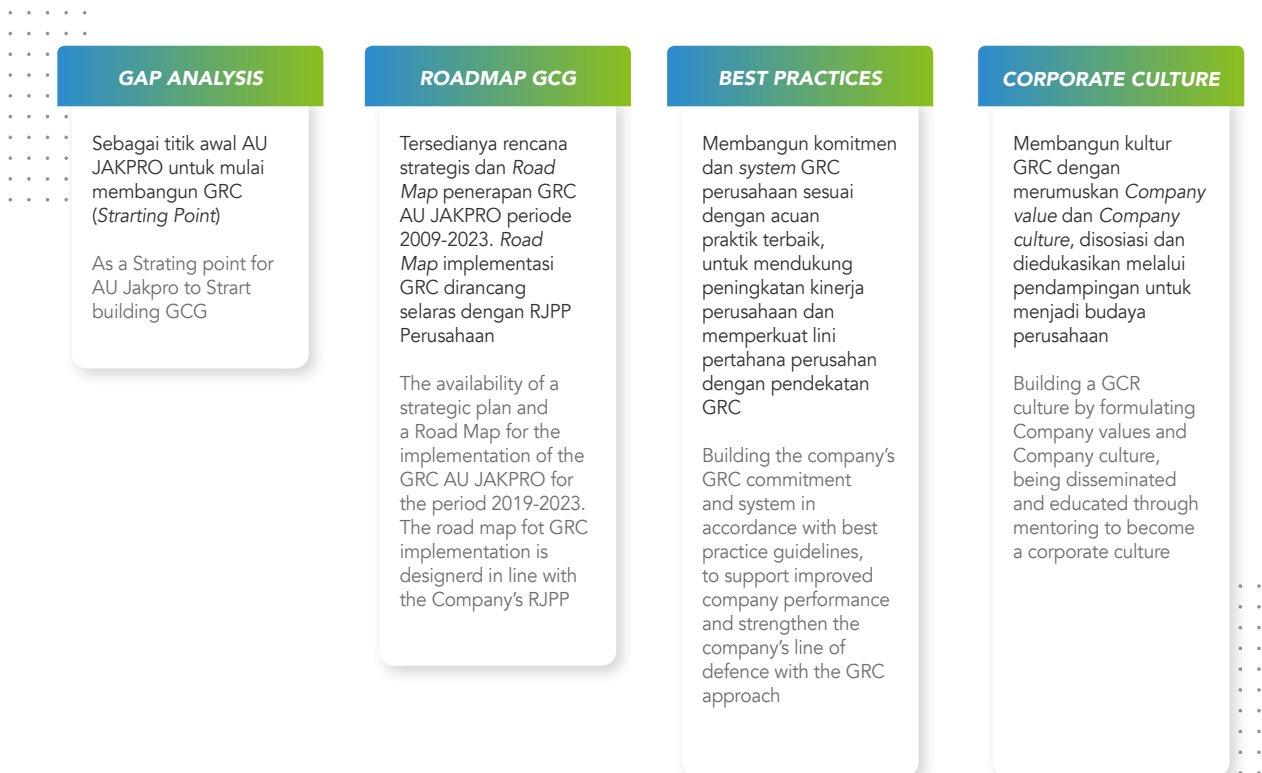 GAP ANALYSIS
Sebagai titik awal AU
JAKPRO untuk mulai
membangun GRC
(Strarting Point)
As a Strating point for
AU Jakpro to Strart
building GCG
ROADMAP GCG
Tersedianya rencana
strategis dan Road
Map penerapan GRC
AU JAKPRO periode
2009-2023. Road
Map implementasi
GRC dirancang
selaras dengan RJPP
Perusahaan
The availability of a
strategic plan and
a Road Map for the
implementation of the
GRC AU JAKPRO for
the period 2019-2023.
The road map fot GRC
implementation is
designerd in line with
the Company's RJPP
BEST PRACTICES
Membangun komitmen
dan system GRC
perusahaan sesuai
dengan acuan
praktik terbaik,
untuk mendukung
peningkatan kinerja
perusahaan dan
memperkuat lini
pertahana perusahan
dengan pendekatan
GRC
Building the company's
GRC commitment
and system in
accordance with best
practice guidelines,
to support improved
company performance
and strengthen the
company's line of
defence with the GRC
approach
CORPORATE CULTURE
Membangun kultur
GRC dengan
merumuskan Company
value dan Company
culture, disosiasi dan
diedukasikan melalui
pendampingan untuk
menjadi budaya
perusahaan
Building a GCR
culture by formulating
Company values and
Company culture,
being disseminated
and educated through
mentoring to become
a corporate culture